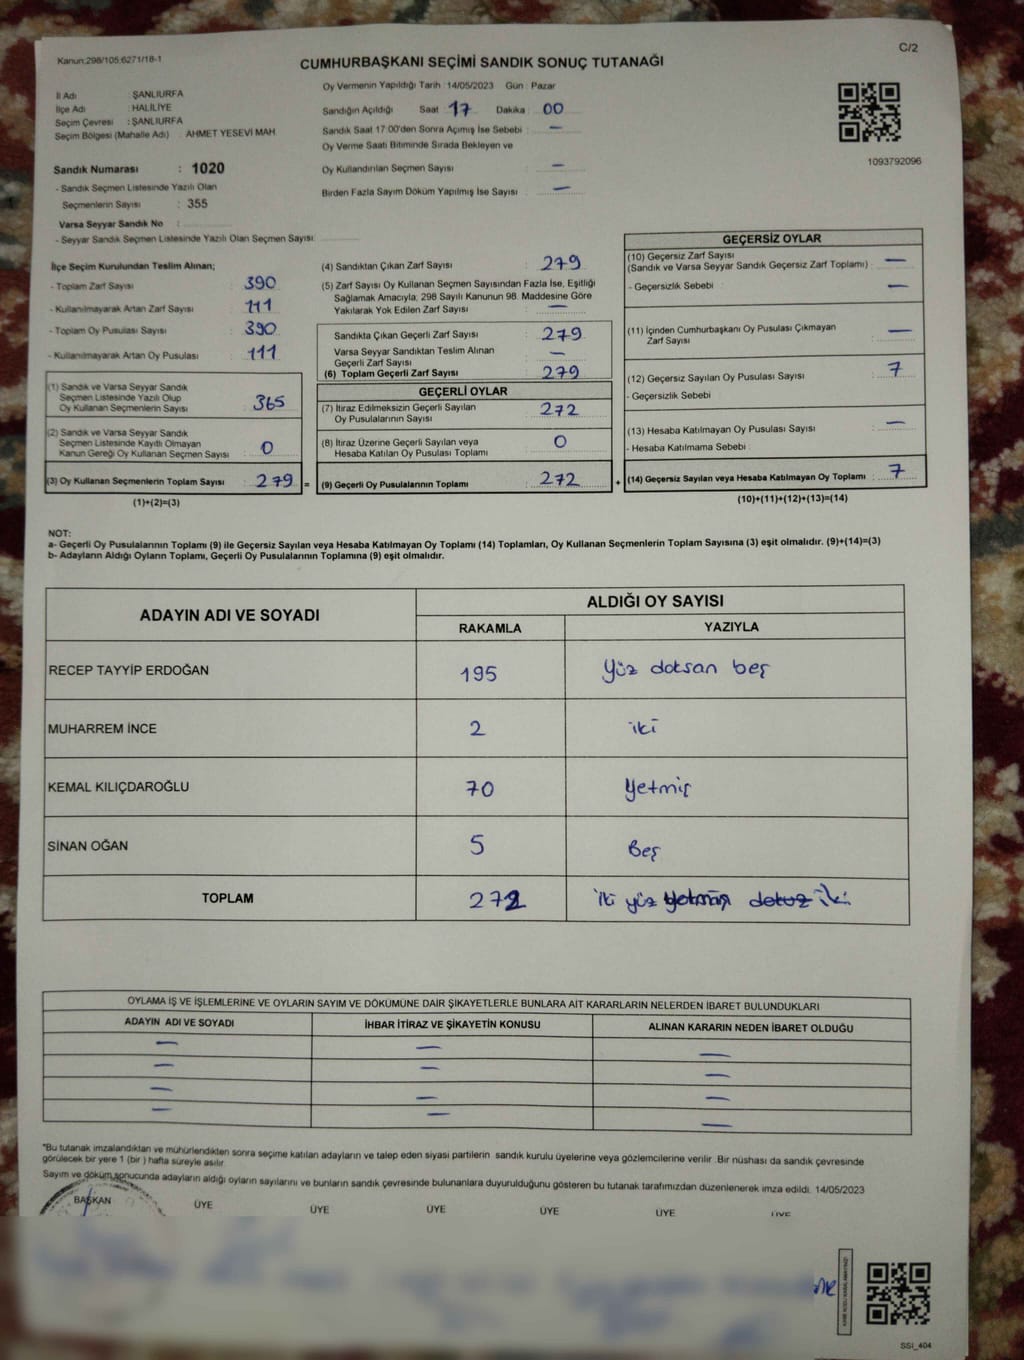 Kanun:298/105;6271/18-1
C/2
CUMHURBAŞKANI SEÇİMİ SANDIK SONUÇ TUTANAĞI
İl Adı : ŞANLIURFA
İlçe Adı : HALİLİYE
Seçim Çevresi : ŞANLIURFA
Seçim Bölgesi (Mahalle Adı) : AHMET YESEVİ MAH.
Sandık Numarası : 1020
- Sandık Seçmen Listesinde Yazılı Olan
Seçmenlerin Sayısı : 355
Varsa Seyyar Sandık No :
- Seyyar Sandık Seçmen Listesinde Yazılı Olan Seçmen Sayısı:
Oy Vermenin Yapıldığı Tarih : 14/05/2023 Gün : Pazar
Sandığın Açıldığı Saat : 17 Dakika : 00
Sandık Saat 17:00'den Sonra Açımış İse Sebebi : —
Oy Verme Saati Bitiminde Sırada Bekleyen ve
Oy Kullandırılan Seçmen Sayısı : —
Birden Fazla Sayım Döküm Yapılmış İse Sayısı : —
1093792096
İlçe Seçim Kurulundan Teslim Alınan;
- Toplam Zarf Sayısı : 390
- Kullanılmayarak Artan Zarf Sayısı : 111
- Toplam Oy Pusulası Sayısı : 390
- Kullanılmayarak Artan Oy Pusulası : 111
(1) Sandık ve Varsa Seyyar Sandık
Seçmen Listesinde Yazılı Olup
Oy Kullanan Seçmenlerin Sayısı : 365
(2) Sandık ve Varsa Seyyar Sandık
Seçmen Listesinde Kayıtlı Olmayan
Kanun Gereği Oy Kullanan Seçmen Sayısı : 0
(3) Oy Kullanan Seçmenlerin Toplam Sayısı : 279 =
(1)+(2)=(3)
(4) Sandıktan Çıkan Zarf Sayısı : 279
(5) Zarf Sayısı Oy Kullanan Seçmen Sayısından Fazla İse, Eşitliği
Sağlamak Amacıyla; 298 Sayılı Kanunun 98. Maddesine Göre
Yakılarak Yok Edilen Zarf Sayısı : —
Sandıkta Çıkan Geçerli Zarf Sayısı : 279
Varsa Seyyar Sandıktan Teslim Alınan
Geçerli Zarf Sayısı : —
(6) Toplam Geçerli Zarf Sayısı : 279
GEÇERLİ OYLAR
(7) İtiraz Edilmeksizin Geçerli Sayılan
Oy Pusulalarının Sayısı : 272
(8) İtiraz Üzerine Geçerli Sayılan veya
Hesaba Katılan Oy Pusulası Toplamı : 0
(9) Geçerli Oy Pusulalarının Toplamı : 272 +
GEÇERSİZ OYLAR
(10) Geçersiz Zarf Sayısı
(Sandık ve Varsa Seyyar Sandık Geçersiz Zarf Toplamı) : —
- Geçersizlik Sebebi : —
(11) İçinden Cumhurbaşkanı Oy Pusulası Çıkmayan
Zarf Sayısı : —
(12) Geçersiz Sayılan Oy Pusulası Sayısı : 7
- Geçersizlik Sebebi
(13) Hesaba Katılmayan Oy Pusulası Sayısı : —
- Hesaba Katılmama Sebebi :
(14) Geçersiz Sayılan veya Hesaba Katılmayan Oy Toplamı : 7
(10)+(11)+(12)+(13)=(14)
NOT:
a- Geçerli Oy Pusulalarının Toplamı (9) ile Geçersiz Sayılan veya Hesaba Katılmayan Oy Toplamı (14) Toplamları, Oy Kullanan Seçmenlerin Toplam Sayısına (3) eşit olmalıdır. (9)+(14)=(3)
b- Adayların Aldığı Oyların Toplamı, Geçerli Oy Pusulalarının Toplamına (9) eşit olmalıdır.
ADAYIN ADI VE SOYADI
ALDIĞI OY SAYISI
RAKAMLA YAZIYLA
RECEP TAYYİP ERDOĞAN 195 Yüz doksan beş
MUHARREM İNCE 2 iki
KEMAL KILIÇDAROĞLU 70 Yetmiş
SİNAN OĞAN 5 Beş
TOPLAM 272 iki yüz yetmiş dokuz iki
OYLAMA İŞ VE İŞLEMLERİNE VE OYLARIN SAYIM VE DÖKÜMÜNE DAİR ŞİKAYETLERLE BUNLARA AİT KARARLARIN NELERDEN İBARET BULUNDUKLARI
ADAYIN ADI VE SOYADI İHBAR İTİRAZ VE ŞİKAYETİN KONUSU ALINAN KARARIN NEDEN İBARET OLDUĞU
— — —
— — —
— — —
— — —
*Bu tutanak imzalandıktan ve mühürlendikten sonra seçime katılan adayların ve talep eden siyasi partilerin sandık kurulu üyelerine veya gözlemcilerine verilir. Bir nüshası da sandık çevresinde
görülecek bir yere 1 (bir ) hafta süreyle asılır.
Sayım ve döküm sonucunda adayların aldığı oyların sayılarını ve bunların sandık çevresinde bulunanlara duyurulduğunu gösteren bu tutanak tarafımızdan düzenlenerek imza edildi. 14/05/2023
BAŞKAN ÜYE ÜYE ÜYE ÜYE ÜYE ÜYE
SSİ_404